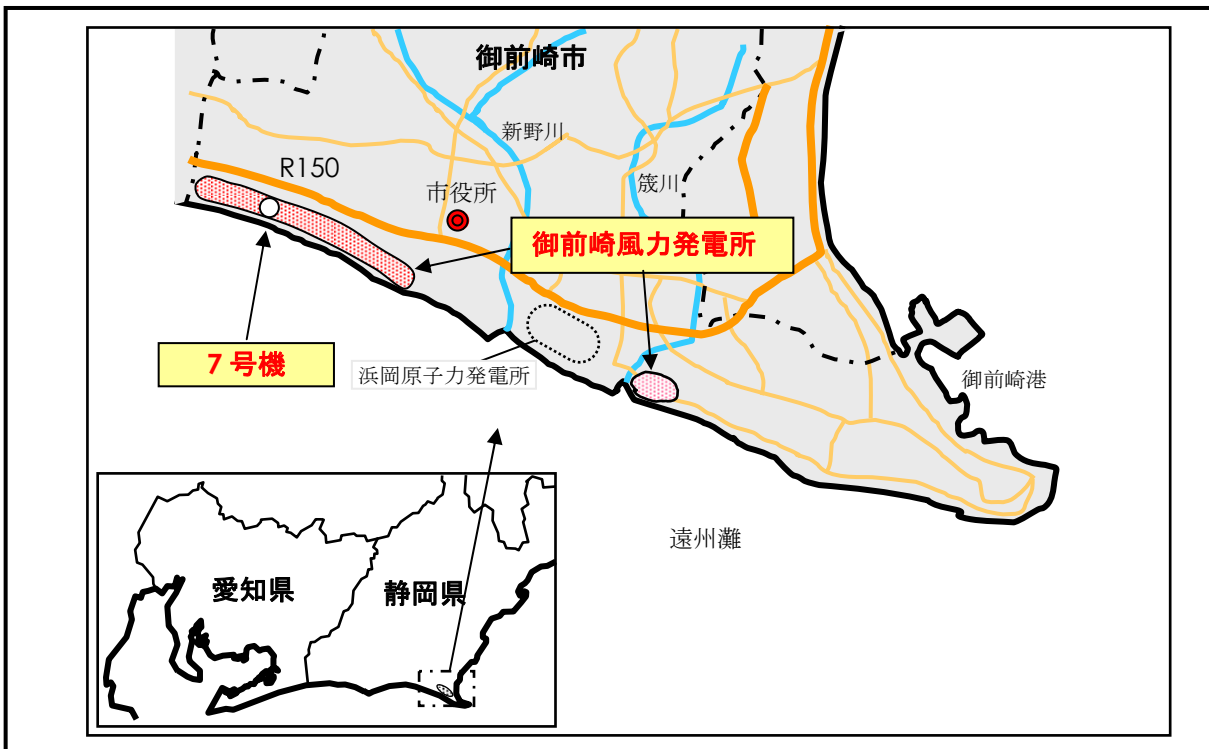 御前崎市
新野川
R150
筬川
市役所
御前崎風力発電所
7号機
浜岡原子力発電所
御前崎港
遠州灘
愛知県
静岡県